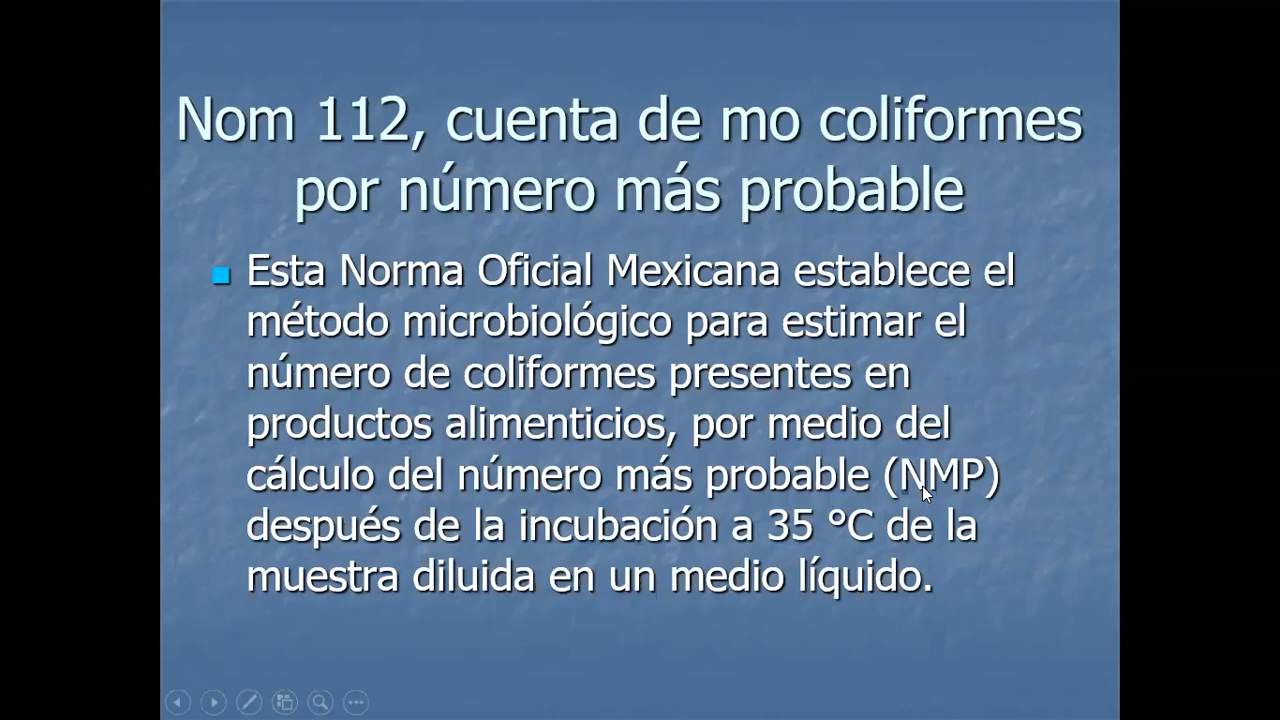 Nom 112, cuenta de mo coliformes
por número más probable
Esta Norma Oficial Mexicana establece el
método microbiológico para estimar el
número de coliformes presentes en
productos alimenticios, por medio del
cálculo del número más probable (NMP)
después de la incubación a 35 °C de la
muestra diluida en un medio líquido.